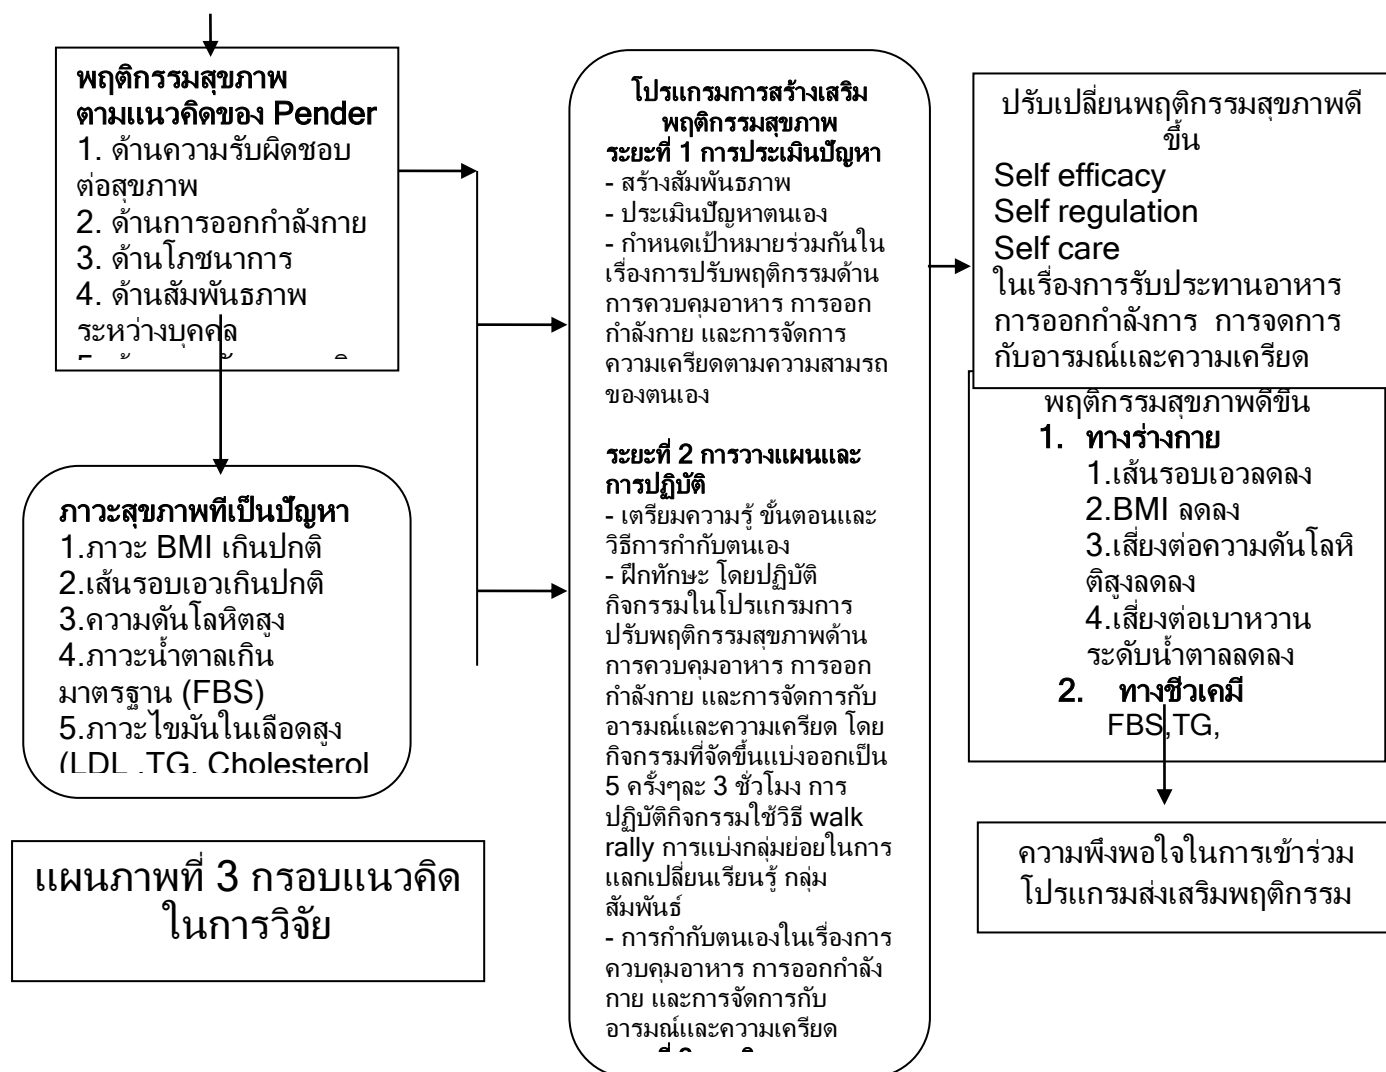 พฤติกรรมสุขภาพ
ตามแนวคิดของ Pender
1. ด้านความรับผิดชอบ
ต่อสุขภาพ
2. ด้านการออกกำลังกาย
3. ด้านโภชนาการ
4. ด้านสัมพันธภาพ
ระหว่างบุคคล
ภาวะสุขภาพที่เป็นปัญหา
1.ภาวะ BMI เกินปกติ
2.เส้นรอบเอวเกินปกติ
3.ความดันโลหิตสูง
4.ภาวะน้ำตาลเกิน
มาตรฐาน (FBS)
5.ภาวะไขมันในเลือดสูง
(LDL ,TG, Cholesterol
แผนภาพที่ 3 กรอบแนวคิด
ในการวิจัย
โปรแกรมการสร้างเสริม
พฤติกรรมสุขภาพ
ระยะที่ 1 การประเมินปัญหา
- สร้างสัมพันธภาพ
- ประเมินปัญหาตนเอง
- กำหนดเป้าหมายร่วมกันใน
เรื่องการปรับพฤติกรรมด้าน
การควบคุมอาหาร การออก
กำลังกาย และการจัดการ
ความเครียดตามความสามรถ
ของตนเอง
ระยะที่ 2 การวางแผนและ
การปฏิบัติ
- เตรียมความรู้ ขั้นตอนและ
วิธีการกำกับตนเอง
- ฝึกทักษะ โดยปฏิบัติ
กิจกรรมในโปรแกรมการ
ปรับพฤติกรรมสุขภาพด้าน
การควบคุมอาหาร การออก
กำลังกาย และการจัดการกับ
อารมณ์และความเครียด โดย
กิจกรรมที่จัดขึ้นแบ่งออกเป็น
5 ครั้งๆละ 3 ชั่วโมง การ
ปฏิบัติกิจกรรมใช้วิธี walk
rally การแบ่งกลุ่มย่อยในการ
แลกเปลี่ยนเรียนรู้ กลุ่ม
สัมพันธ์
- การกำกับตนเองในเรื่องการ
ควบคุมอาหาร การออกกำลัง
กาย และการจัดการกับ
อารมณ์และความเครียด
ปรับเปลี่ยนพฤติกรรมสุขภาพดี
ขึ้น
Self efficacy
Self regulation
Self care
ในเรื่องการรับประทานอาหาร
การออกกำลังการ การจดการ
กับอารมณ์และความเครียด
พฤติกรรมสุขภาพดีขึ้น
1. ทางร่างกาย
1.เส้นรอบเอวลดลง
2.BMI ลดลง
3.เสี่ยงต่อความดันโลหิ
ติสูงลดลง
4.เสี่ยงต่อเบาหวาน
ระดับน้ำตาลลดลง
2. ทางชีวเคมี
FBS,TG,
ความพึงพอใจในการเข้าร่วม
โปรแกรมส่งเสริมพฤติกรรม